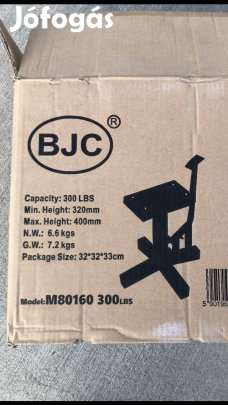 Jófogás
BJC®
Capacity: 300 LBS
Min. Height: 320mm
Max. Height: 400mm
N.W.: 6.6 kgs
G.W.: 7.2 kgs
Package Size: 32*32*33cm
Model:M80160 300LBS